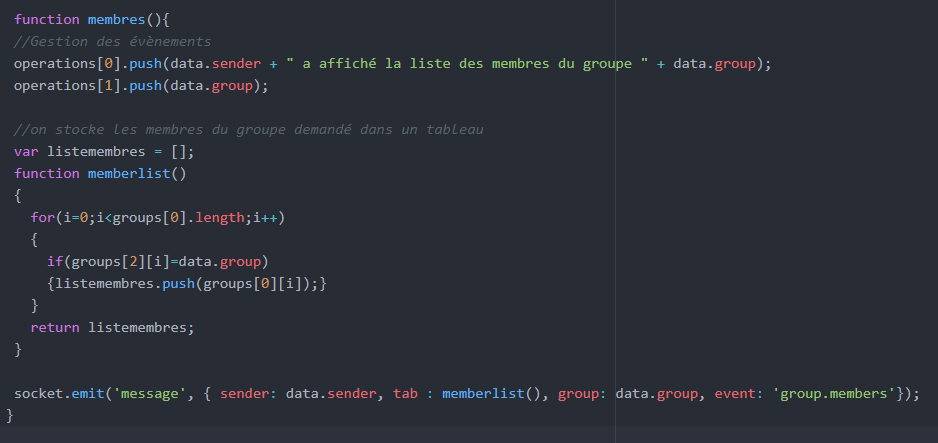 function membres(){
//Gestion des évènements
operations[0].push(data.sender + " a affiché la liste des membres du groupe " + data.group);
operations[1].push(data.group);
//on stocke les membres du groupe demandé dans un tableau
var listemembres = [];
function memberlist()
{
for(i=0;i<groups[0].length;i++)
{
if(groups[2][i]=data.group)
{listemembres.push(groups[0][i]);}
}
return listemembres;
}
socket.emit('message', { sender: data.sender, tab : memberlist(), group: data.group, event: 'group.members'});
}